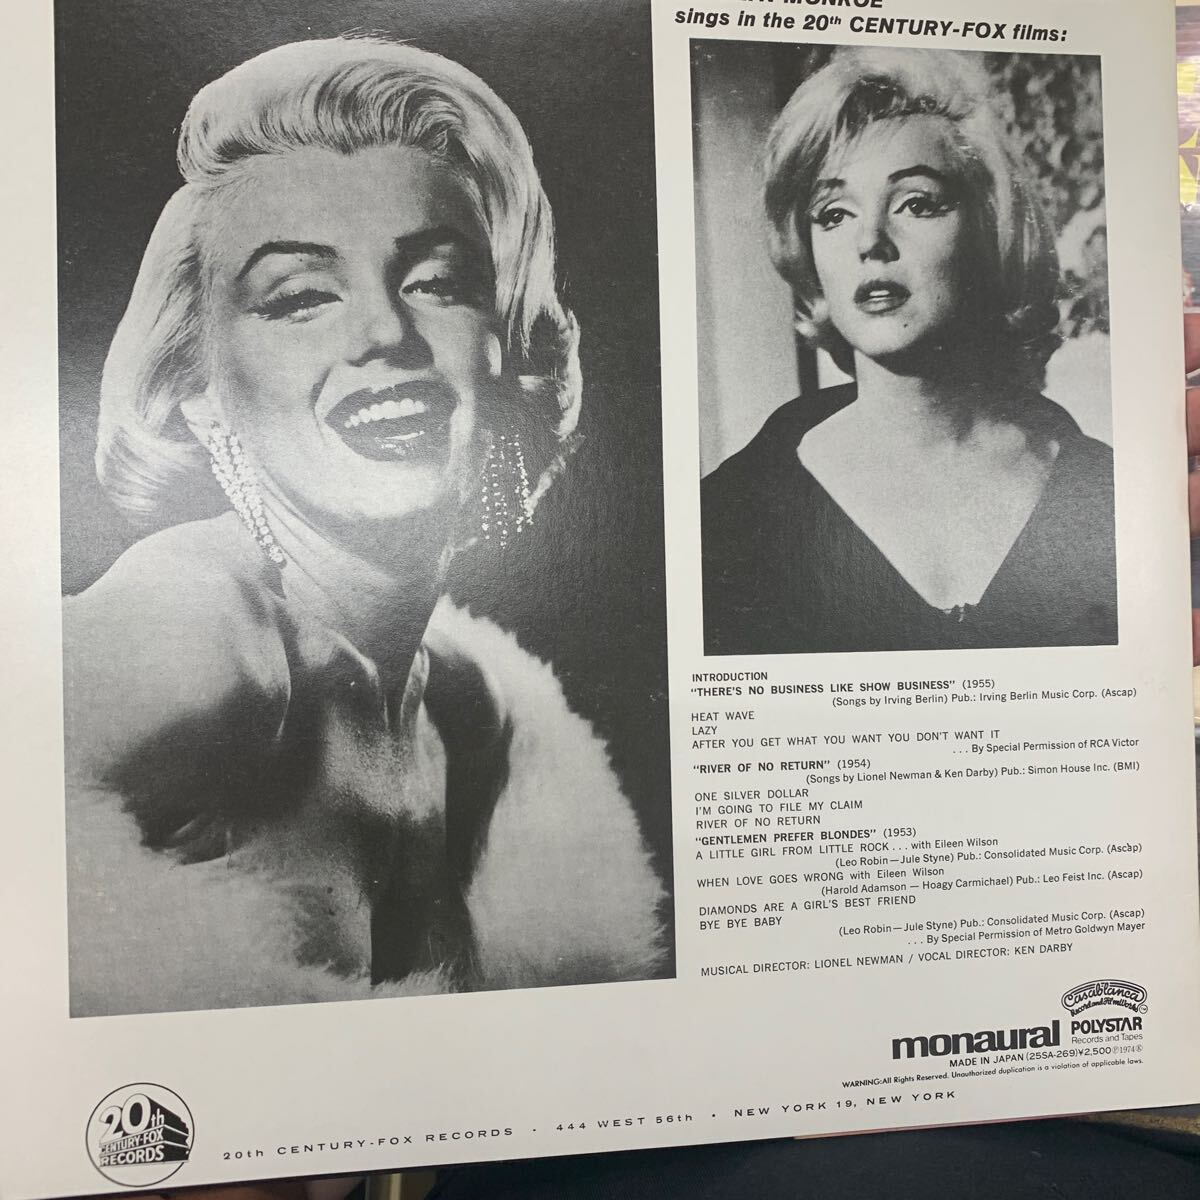 MONROE
sings in the 20th CENTURY-FOX films:
INTRODUCTION
"THERE'S NO BUSINESS LIKE SHOW BUSINESS" (1955)
(Songs by Irving Berlin) Pub.: Irving Berlin Music Corp. (Ascap)
HEAT WAVE
LAZY
AFTER YOU GET WHAT YOU WANT YOU DON'T WANT IT
. . . By Special Permission of RCA Victor
"RIVER OF NO RETURN" (1954)
(Songs by Lionel Newman & Ken Darby) Pub.: Simon House Inc. (BMI)
ONE SILVER DOLLAR
I'M GOING TO FILE MY CLAIM
RIVER OF NO RETURN
"GENTLEMEN PREFER BLONDES" (1953)
A LITTLE GIRL FROM LITTLE ROCK . . . with Eileen Wilson
(Leo Robin—Jule Styne) Pub.: Consolidated Music Corp. (Ascap)
WHEN LOVE GOES WRONG with Eileen Wilson
(Harold Adamson — Hoagy Carmichael) Pub.: Leo Feist Inc. (Ascap)
DIAMONDS ARE A GIRL'S BEST FRIEND
BYE BYE BABY
(Leo Robin—Jule Styne) Pub.: Consolidated Music Corp. (Ascap)
. . . By Special Permission of Metro Goldwyn Mayer
MUSICAL DIRECTOR: LIONEL NEWMAN / VOCAL DIRECTOR: KEN DARBY
Casablanca
Record and FilmWorks
monaural POLYSTAR
Records and Tapes
MADE IN JAPAN (25SA-269) ¥2,500 Ⓟ1974 Ⓚ
WARNING: All Rights Reserved. Unauthorized duplication is a violation of applicable laws.
20th
CENTURY-FOX
RECORDS
20th CENTURY-FOX RECORDS · 444 WEST 56th · NEW YORK 19, NEW YORK